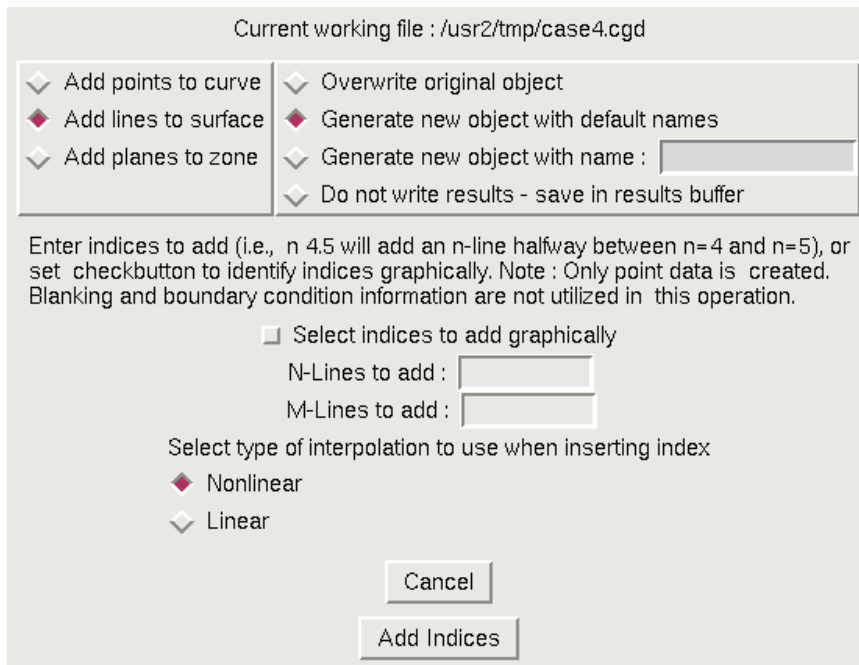 Current working file : /usr2/tmp/case4.cgd
Add points to curve
Add lines to surface
Add planes to zone
Overwrite original object
Generate new object with default names
Generate new object with name :
Do not write results - save in results buffer
Enter indices to add (i.e., n 4.5 will add an n-line halfway between n=4 and n=5), or
set checkbutton to identify indices graphically. Note : Only point data is created.
Blanking and boundary condition information are not utilized in this operation.
Select indices to add graphically
N-Lines to add :
M-Lines to add :
Select type of interpolation to use when inserting index
Nonlinear
Linear
Cancel
Add Indices